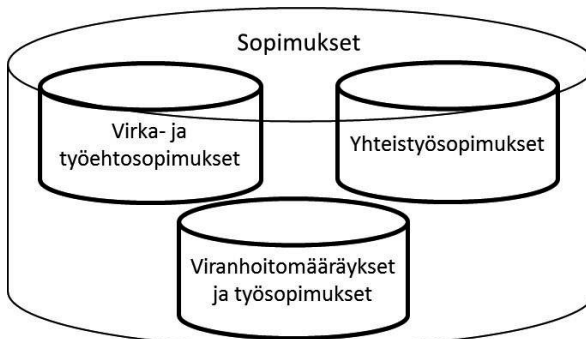 Sopimukset
Virka- ja
työehtosopimukset
Yhteistyösopimukset
Viranhoitomääräykset
ja työsopimukset